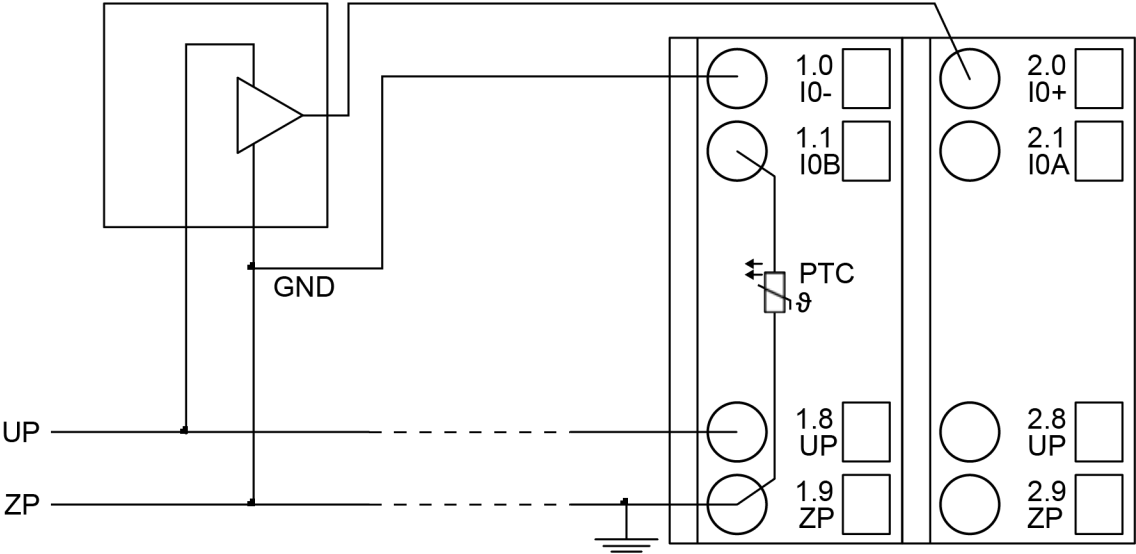 1.0
I0-
2.0
I0+
1.1
I0B
2.1
I0A
PTC
ϑ
GND
UP
1.8
UP
2.8
UP
ZP
1.9
ZP
2.9
ZP